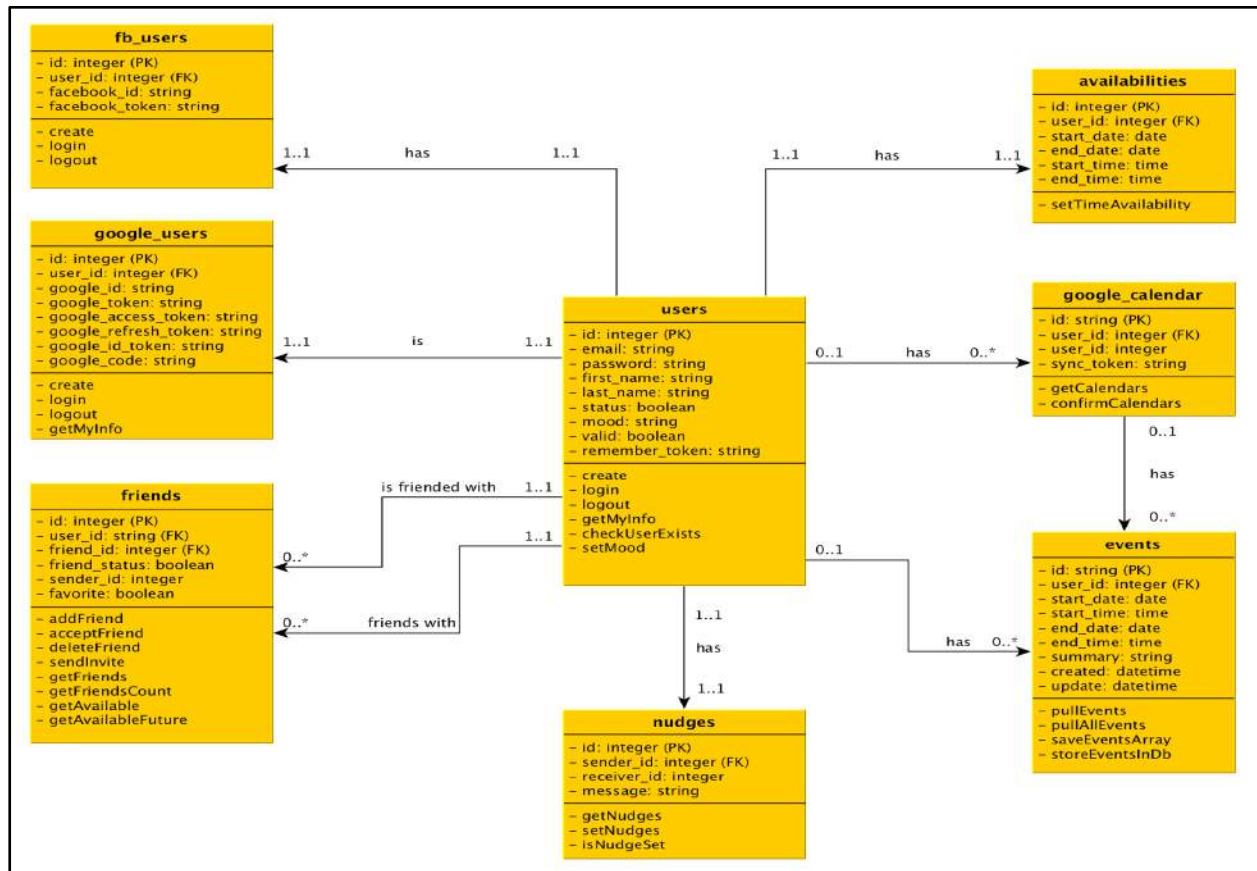 fb_users
- id: integer (PK)
- user_id: integer (FK)
- facebook_id: string
- facebook_token: string
- create
- login
- logout
1..1 has 1..1
google_users
- id: integer (PK)
- user_id: integer (FK)
- google_id: string
- google_token: string
- google_access_token: string
- google_refresh_token: string
- google_id_token: string
- google_code: string
- create
- login
- logout
- getMyInfo
1..1 is 1..1
friends
- id: integer (PK)
- user_id: string (FK)
- friend_id: integer (FK)
- friend_status: boolean
- sender_id: integer
- favorite: boolean
- addFriend
- acceptFriend
- deleteFriend
- sendInvite
- getFriends
- getFriendsCount
- getAvailable
- getAvailableFuture
is friended with 1..1
0..*
1..1
0..* friends with
users
- id: integer (PK)
- email: string
- password: string
- first_name: string
- last_name: string
- status: boolean
- mood: string
- valid: boolean
- remember_token: string
- create
- login
- logout
- getMyInfo
- checkUserExists
- setMood
1..1
has
1..1
nudges
- id: integer (PK)
- sender_id: integer (FK)
- receiver_id: integer
- message: string
- getNudges
- setNudges
- isNudgeSet
1..1 has 1..1
availabilities
- id: integer (PK)
- user_id: integer (FK)
- start_date: date
- end_date: date
- start_time: time
- end_time: time
- setTimeAvailability
0..1 has 0..*
google_calendar
- id: string (PK)
- user_id: integer (FK)
- user_id: integer
- sync_token: string
- getCalendars
- confirmCalendars
0..1
has
0..*
0..1
has 0..*
events
- id: string (PK)
- user_id: integer (FK)
- start_date: date
- start_time: time
- end_date: date
- end_time: time
- summary: string
- created: datetime
- update: datetime
- pullEvents
- pullAllEvents
- saveEventsArray
- storeEventsInDb